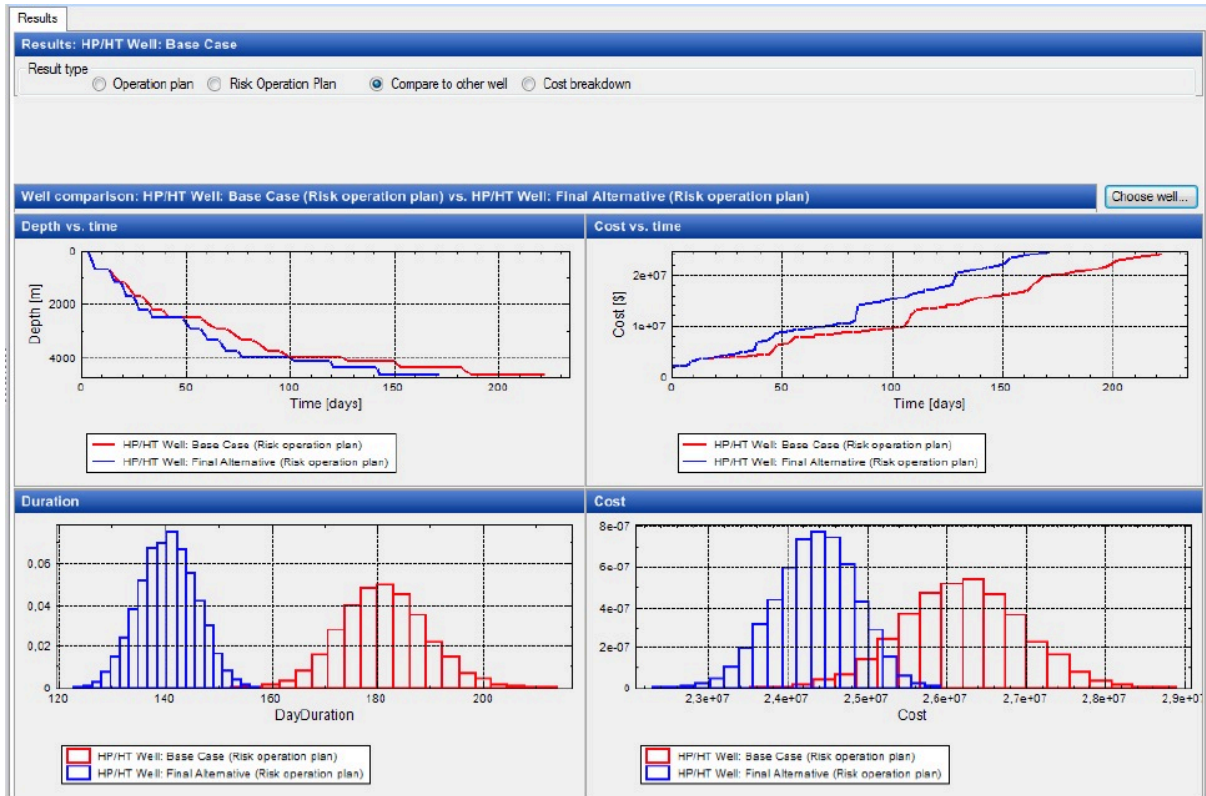 Results
Results: HP/HT Well: Base Case
Result type
Operation plan Risk Operation Plan Compare to other well Cost breakdown
Well comparison: HP/HT Well: Base Case (Risk operation plan) vs. HP/HT Well: Final Alternative (Risk operation plan)
Choose well...
Depth vs. time
0
2000
4000
Depth [m]
0 50 100 150 200
Time [days]
HP/HT Well: Base Case (Risk operation plan)
HP/HT Well: Final Alternative (Risk operation plan)
Cost vs. time
2e+07
1e+07
0
Cost [$]
0 50 100 150 200
Time [days]
HP/HT Well: Base Case (Risk operation plan)
HP/HT Well: Final Alternative (Risk operation plan)
Duration
0,06
0,04
0,02
0
120 140 160 180 200
DayDuration
HP/HT Well: Base Case (Risk operation plan)
HP/HT Well: Final Alternative (Risk operation plan)
Cost
8e-07
6e-07
4e-07
2e-07
0
2,3e+07 2,4e+07 2,5e+07 2,6e+07 2,7e+07 2,8e+07 2,9e+07
Cost
HP/HT Well: Base Case (Risk operation plan)
HP/HT Well: Final Alternative (Risk operation plan)